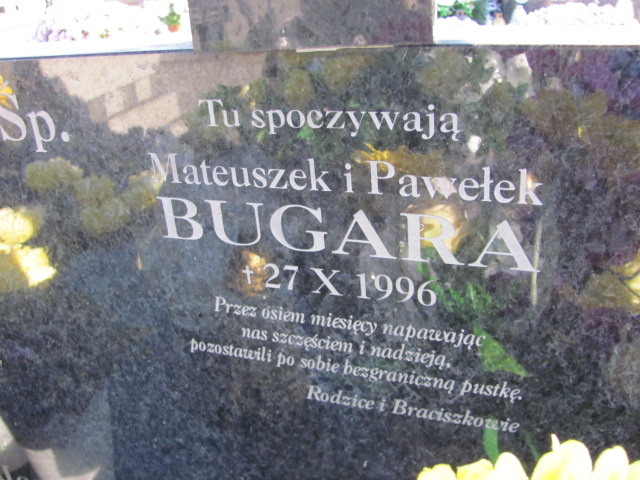 Śp.
Tu spoczywają
Mateuszek i Pawełek
BUGARA
† 27 X 1996
Przez osiem miesięcy napawając
nas szczęściem i nadzieją,
pozostawili po sobie bezgraniczną pustkę.
Rodzice i Braciszkowie